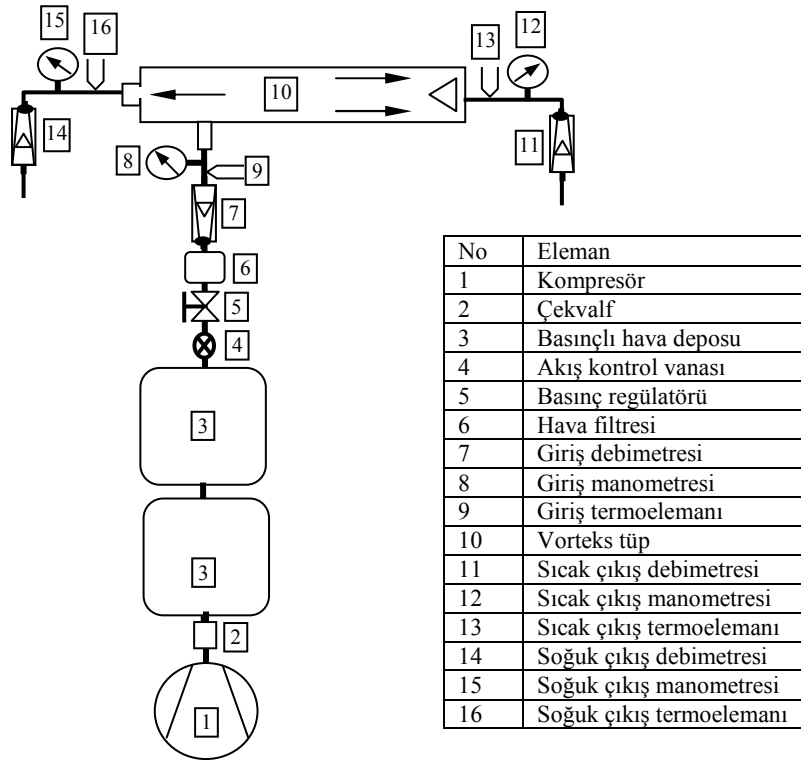 15
16
13
12
10
14
11
8
9
7
6
5
4
3
3
2
1
No Eleman
1 Kompresör
2 Çekvalf
3 Basınçlı hava deposu
4 Akış kontrol vanası
5 Basınç regülatörü
6 Hava filtresi
7 Giriş debimetresi
8 Giriş manometresi
9 Giriş termoelemanı
10 Vorteks tüp
11 Sıcak çıkış debimetresi
12 Sıcak çıkış manometresi
13 Sıcak çıkış termoelemanı
14 Soğuk çıkış debimetresi
15 Soğuk çıkış manometresi
16 Soğuk çıkış termoelemanı